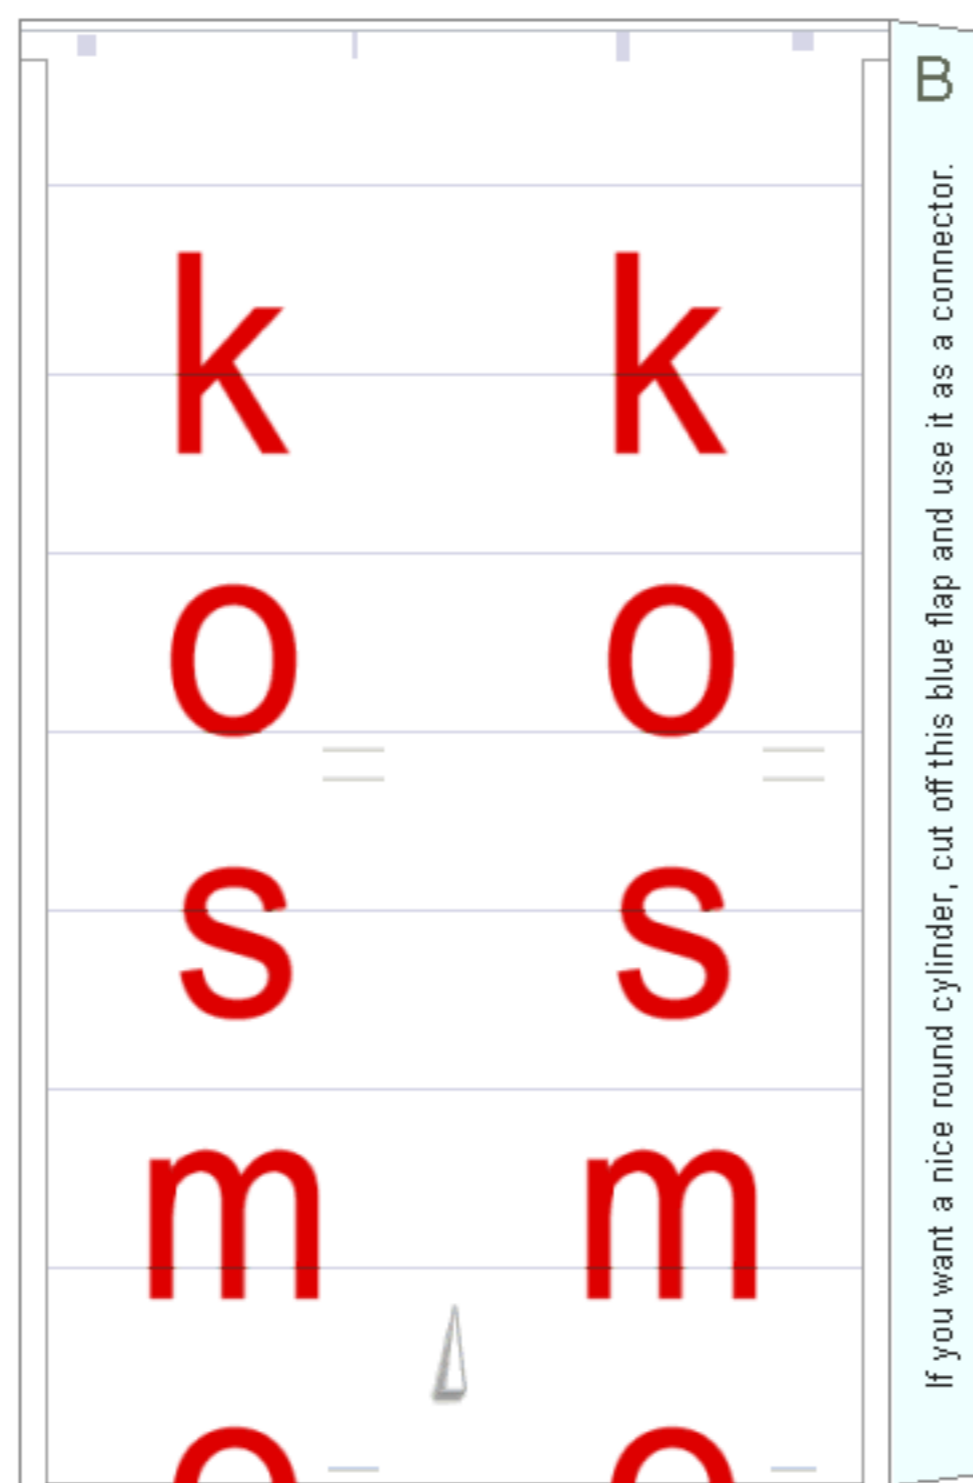 B
k k
o o
s s
m m
If you want a nice round cylinder, cut off this blue flap and use it as a connector.